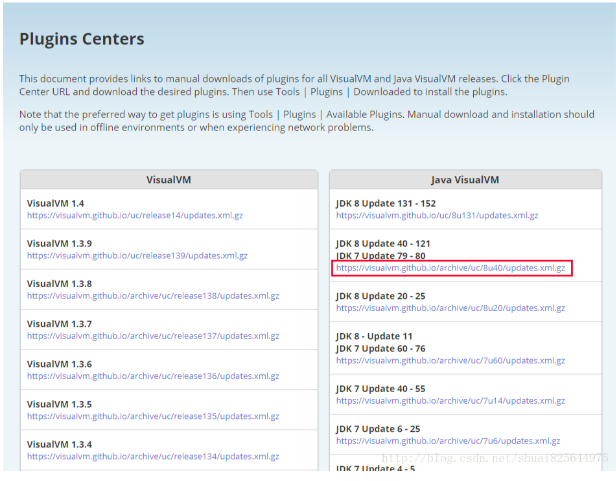 Plugins Centers
This document provides links to manual downloads of plugins for all VisualVM and Java VisualVM releases. Click the Plugin
Center URL and download the desired plugins. Then use Tools | Plugins | Downloaded to install the plugins.
Note that the preferred way to get plugins is using Tools | Plugins | Available Plugins. Manual download and installation should
only be used in offline environments or when experiencing network problems.
VisualVM
VisualVM 1.4
https://visualvm.github.io/uc/release14/updates.xml.gz
VisualVM 1.3.9
https://visualvm.github.io/uc/release139/updates.xml.gz
VisualVM 1.3.8
https://visualvm.github.io/archive/uc/release138/updates.xml.gz
VisualVM 1.3.7
https://visualvm.github.io/archive/uc/release137/updates.xml.gz
VisualVM 1.3.6
https://visualvm.github.io/archive/uc/release136/updates.xml.gz
VisualVM 1.3.5
https://visualvm.github.io/archive/uc/release135/updates.xml.gz
VisualVM 1.3.4
https://visualvm.github.io/archive/uc/release134/updates.xml.gz
Java VisualVM
JDK 8 Update 131 - 152
https://visualvm.github.io/uc/8u131/updates.xml.gz
JDK 8 Update 40 - 121
JDK 7 Update 79 - 80
https://visualvm.github.io/archive/uc/8u40/updates.xml.gz
JDK 8 Update 20 - 25
https://visualvm.github.io/archive/uc/8u20/updates.xml.gz
JDK 8 - Update 11
JDK 7 Update 60 - 76
https://visualvm.github.io/archive/uc/7u60/updates.xml.gz
JDK 7 Update 40 - 55
https://visualvm.github.io/archive/uc/7u14/updates.xml.gz
JDK 7 Update 6 - 25
https://visualvm.github.io/archive/uc/7u6/updates.xml.gz
JDK 7 Update 4 - 5
http://blog.csdn.net/shuai825644975